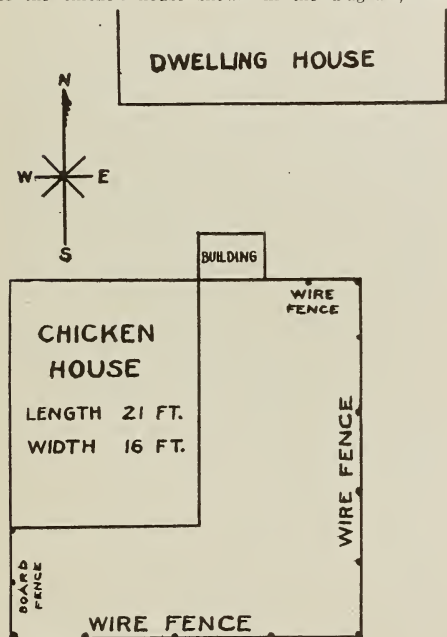 DWELLING HOUSE
N
W E
S
BUILDING
WIRE
FENCE
CHICKEN
HOUSE
LENGTH 21 FT.
WIDTH 16 FT.
WIRE FENCE
BOARD
FENCE
WIRE FENCE